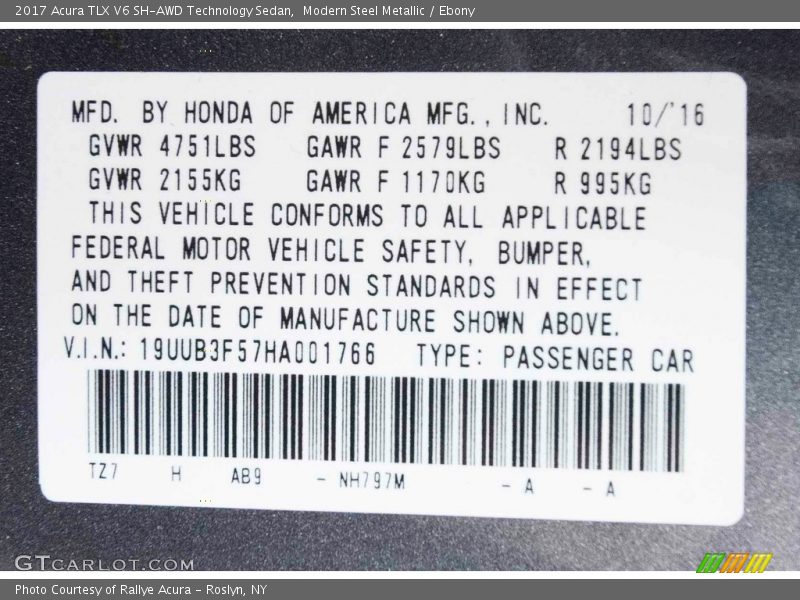 2017 Acura TLX V6 SH-AWD Technology Sedan, Modern Steel Metallic / Ebony
MFD. BY HONDA OF AMERICA MFG., INC. 10/'16
GVWR 4751LBS GAWR F 2579LBS R 2194LBS
GVWR 2155KG GAWR F 1170KG R 995KG
THIS VEHICLE CONFORMS TO ALL APPLICABLE
FEDERAL MOTOR VEHICLE SAFETY, BUMPER,
AND THEFT PREVENTION STANDARDS IN EFFECT
ON THE DATE OF MANUFACTURE SHOWN ABOVE.
V.I.N.: 19UUB3F57HA001766 TYPE: PASSENGER CAR
TZ7 H AB9 - NH797M - A - A
GTCARLOT.COM
Photo Courtesy of Rallye Acura - Roslyn, NY